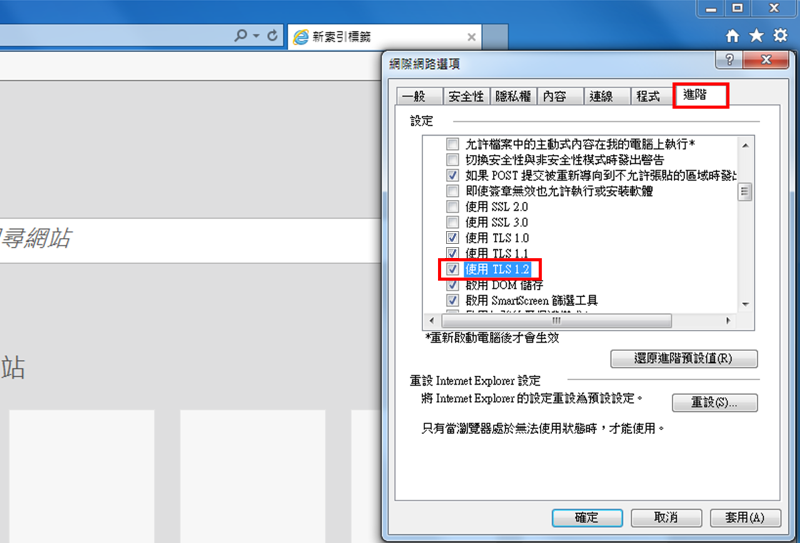 新索引標籤
網際網路選項
一般 安全性 隱私權 內容 連線 程式 進階
設定
允許檔案中的主動式內容在我的電腦上執行*
切換安全性與非安全性模式時發出警告
如果 POST 提交被重新導向到不允許張貼的區域時發出
即使簽章無效也允許執行或安裝軟體
使用 SSL 2.0
使用 SSL 3.0
使用 TLS 1.0
使用 TLS 1.1
使用 TLS 1.2
啟用 DOM 儲存
啟用 SmartScreen 篩選工具
*重新啟動電腦後才會生效
還原進階預設值(R)
重設 Internet Explorer 設定
將 Internet Explorer 的設定重設為預設設定。
重設(S)...
只有當瀏覽器處於無法使用狀態時，才能使用。
確定 取消 套用(A)
尋網站
站